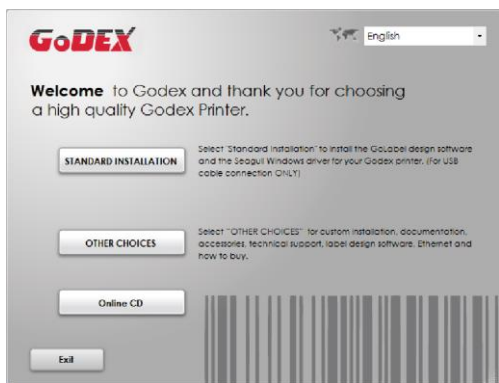 GoDEX
English
Welcome to Godex and thank you for choosing
a high quality Godex Printer.
STANDARD INSTALLATION
Select 'Standard Installation' to install the GoLabel design software
and the Seagull Windows driver for your Godex printer. (For USB
cable connection ONLY)
OTHER CHOICES
Select "OTHER CHOICES" for custom installation, documentation,
accessories, technical support, label design software, Ethernet and
how to buy.
Online CD
Exit